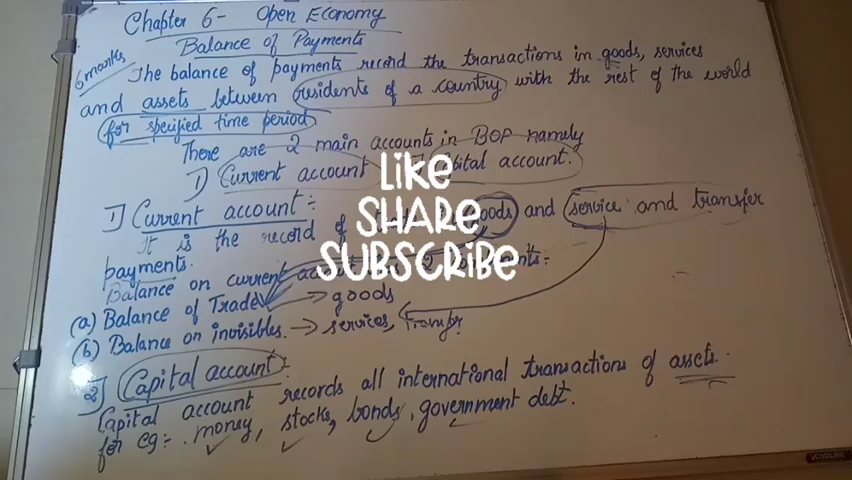 Chapter 6- Open Economy
Balance of Payments
6 marks
The balance of payments record the transactions in goods, services
and assets between residents of a country with the rest of the world
for specified time period
There are 2 main accounts in BOP namely
1) Current account capital account.
LIKE
SHARE
SUBSCRIBE
1] Current account :-
It is the record of goods and service and transfer
payments.
Balance on current
(a) Balance of Trade → goods
(b) Balance on invisibles. → services,
2] Capital account :-
Capital account records all international transactions of assets.
for eg :- money, stocks, bonds, government debt.
SCHOLAR